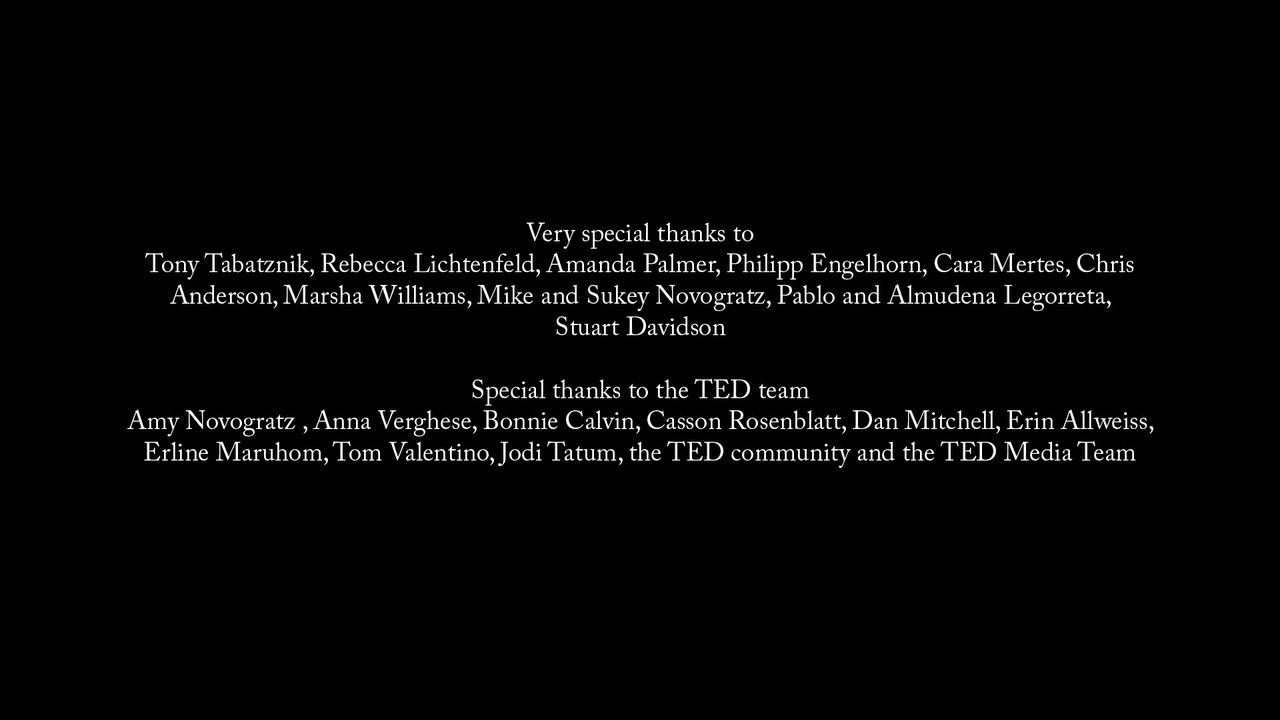 Very special thanks to
Tony Tabatznik, Rebecca Lichtenfeld, Amanda Palmer, Philipp Engelhorn, Cara Mertes, Chris
Anderson, Marsha Williams, Mike and Sukey Novogratz, Pablo and Almudena Legorreta,
Stuart Davidson
Special thanks to the TED team
Amy Novogratz , Anna Verghese, Bonnie Calvin, Casson Rosenblatt, Dan Mitchell, Erin Allweiss,
Erline Maruhom, Tom Valentino, Jodi Tatum, the TED community and the TED Media Team